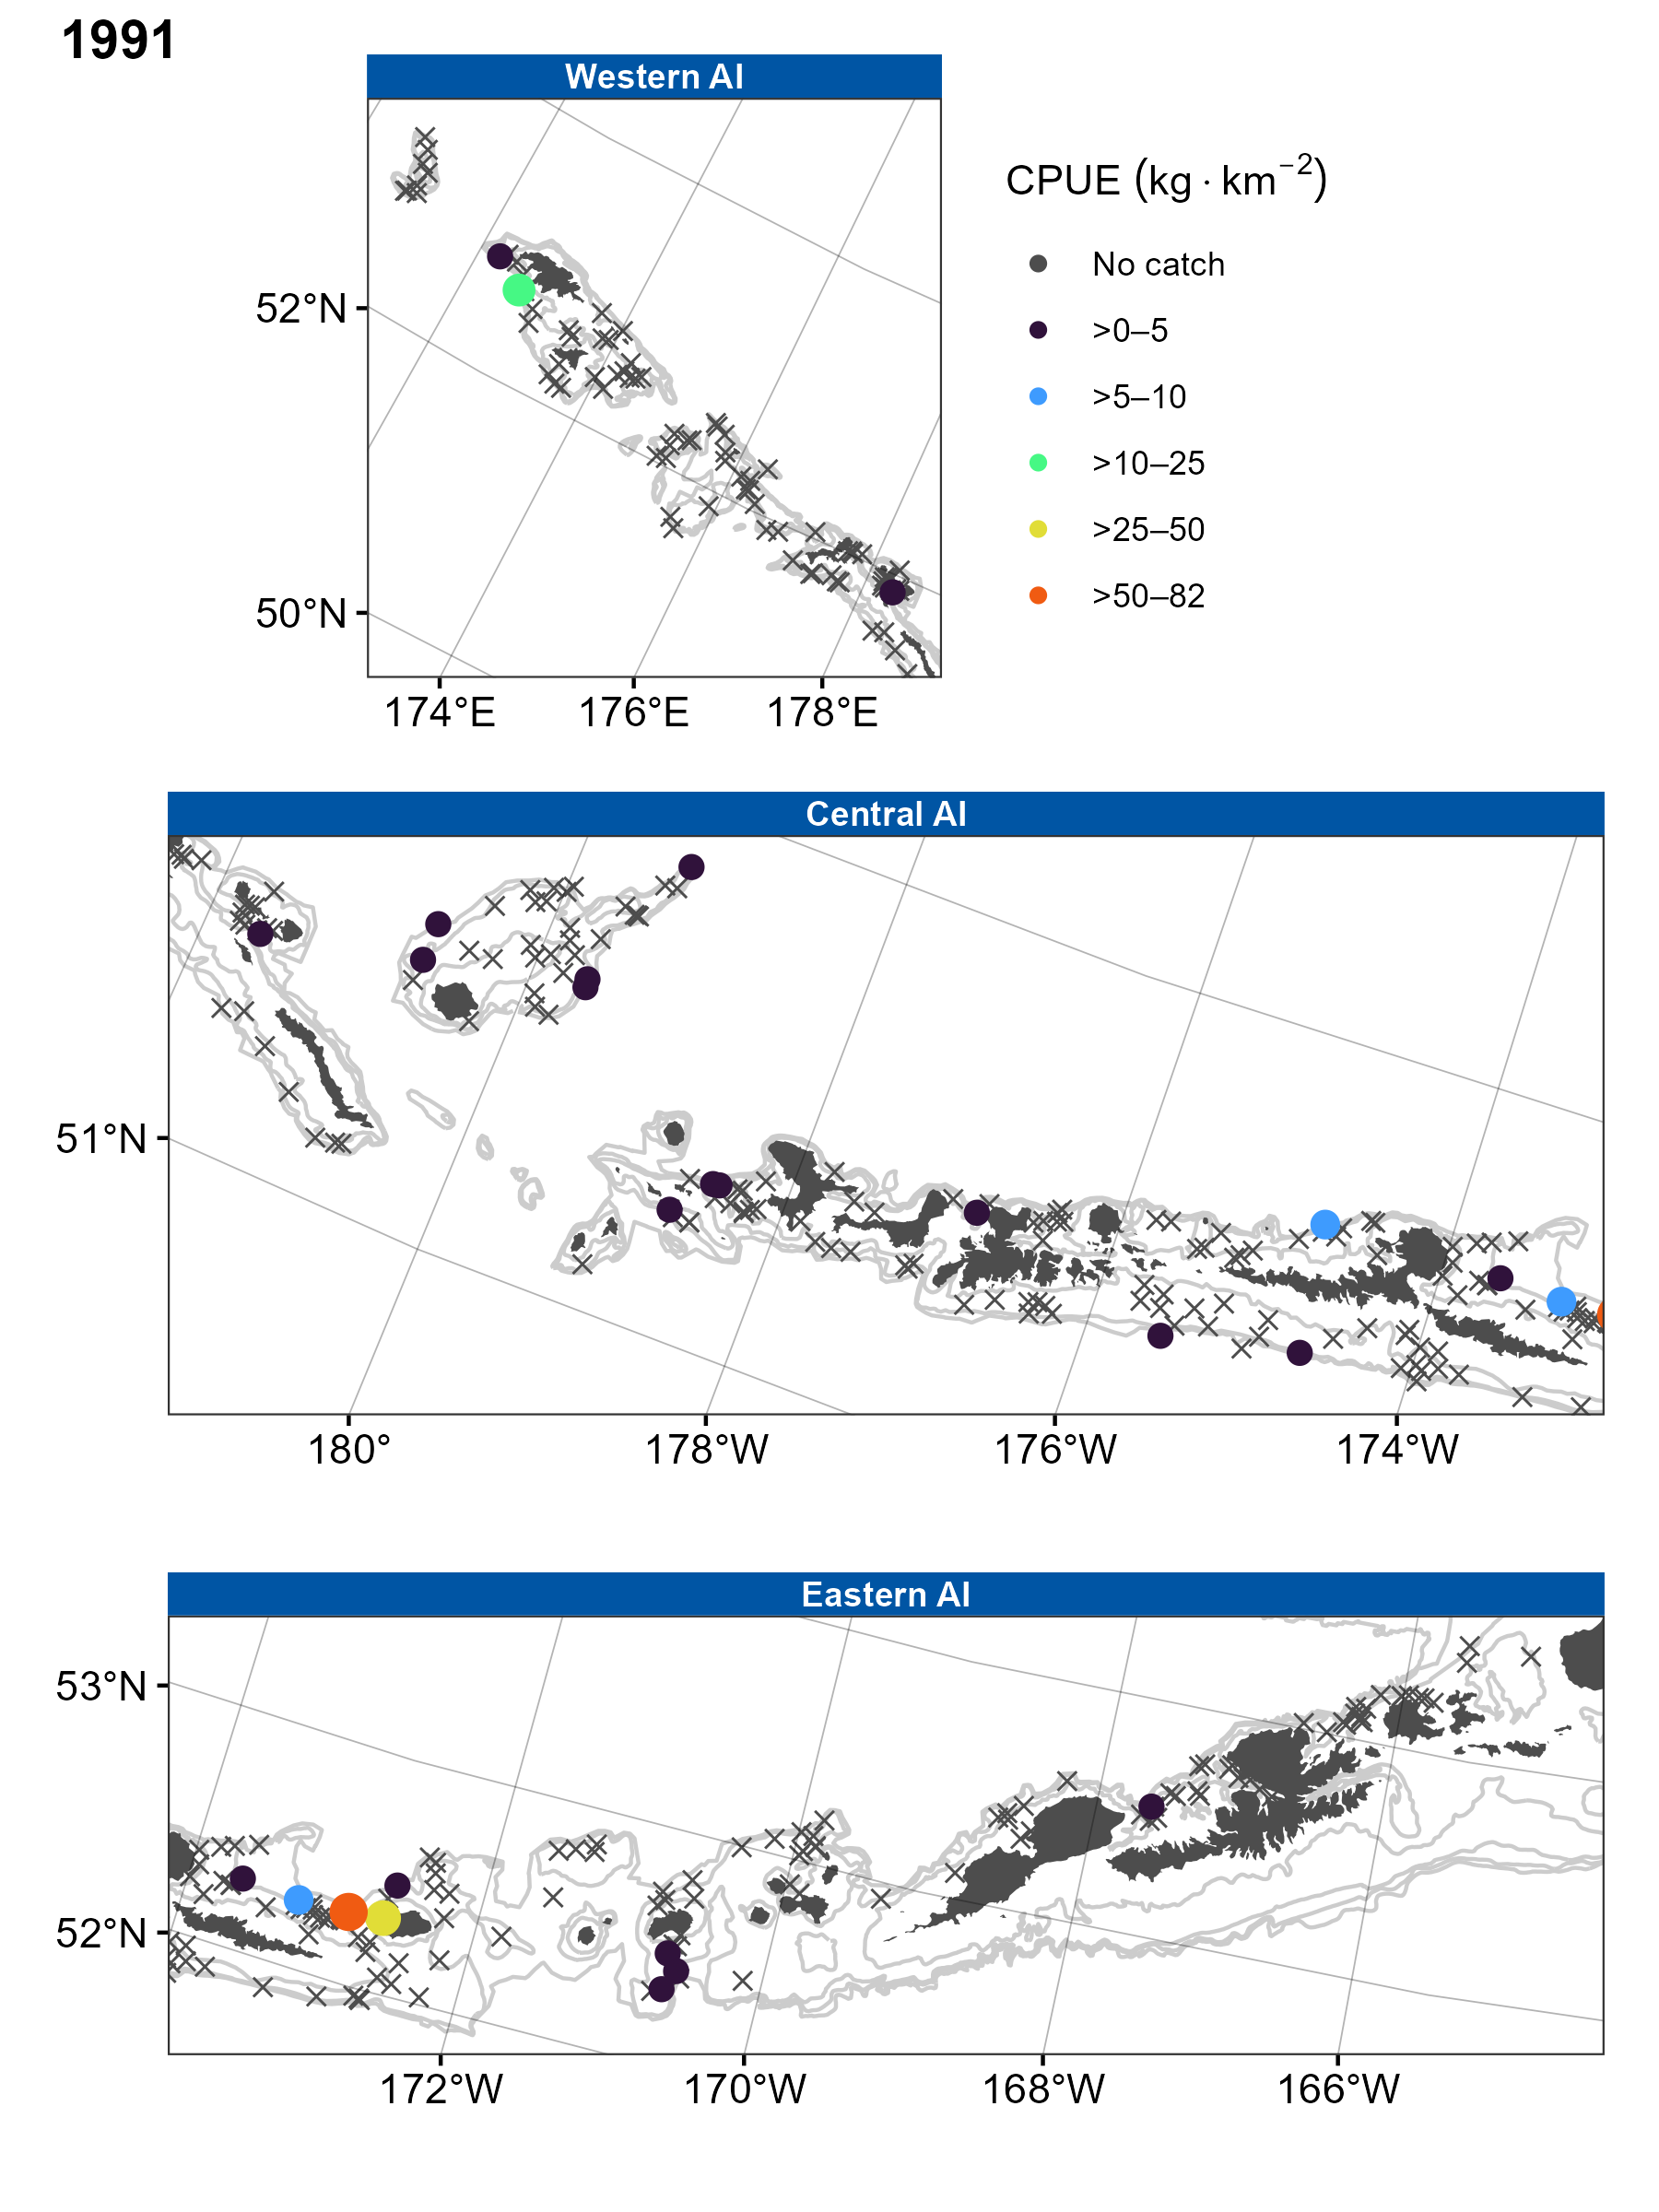 1991
Western AI
CPUE (kg · km⁻²)
No catch
>0–5
>5–10
>10–25
>25–50
>50–82
52°N
50°N
174°E
176°E
178°E
Central AI
51°N
180°
178°W
176°W
174°W
Eastern AI
53°N
52°N
172°W
170°W
168°W
166°W